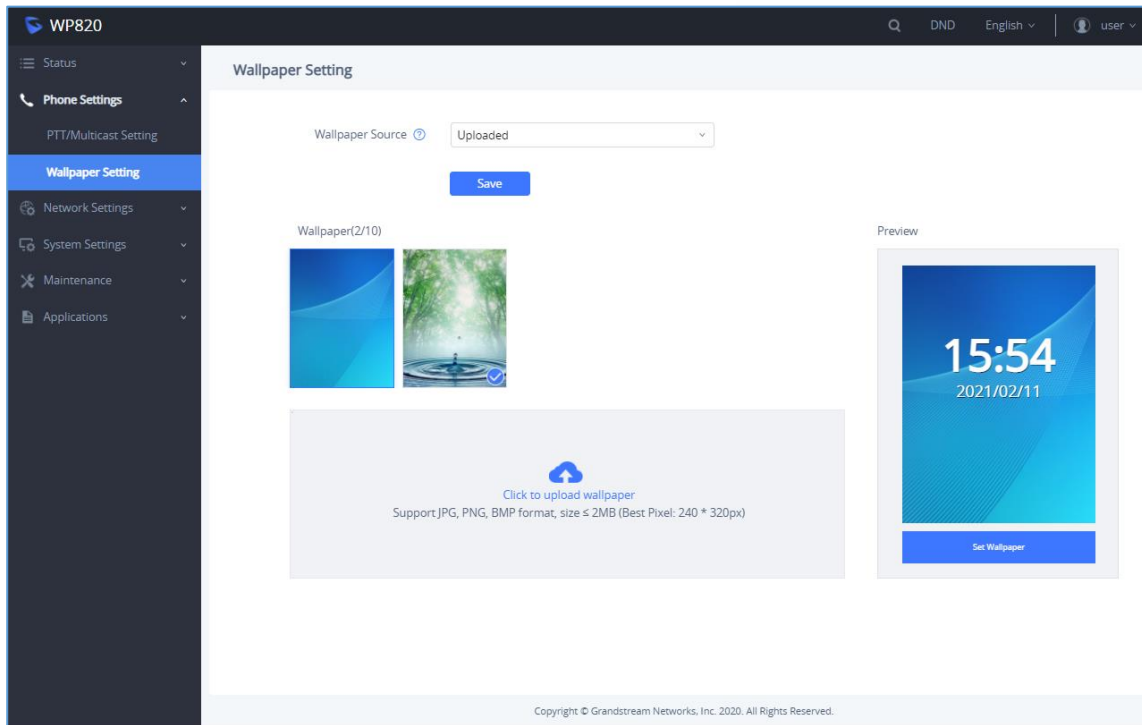 WP820
DND
English
user
Status
Phone Settings
PTT/Multicast Setting
Wallpaper Setting
Network Settings
System Settings
Maintenance
Applications
Wallpaper Setting
Wallpaper Source ?
Uploaded
Save
Wallpaper(2/10)
Click to upload wallpaper
Support JPG, PNG, BMP format, size ≤ 2MB (Best Pixel: 240 * 320px)
Preview
15:54
2021/02/11
Set Wallpaper
Copyright © Grandstream Networks, Inc. 2020. All Rights Reserved.